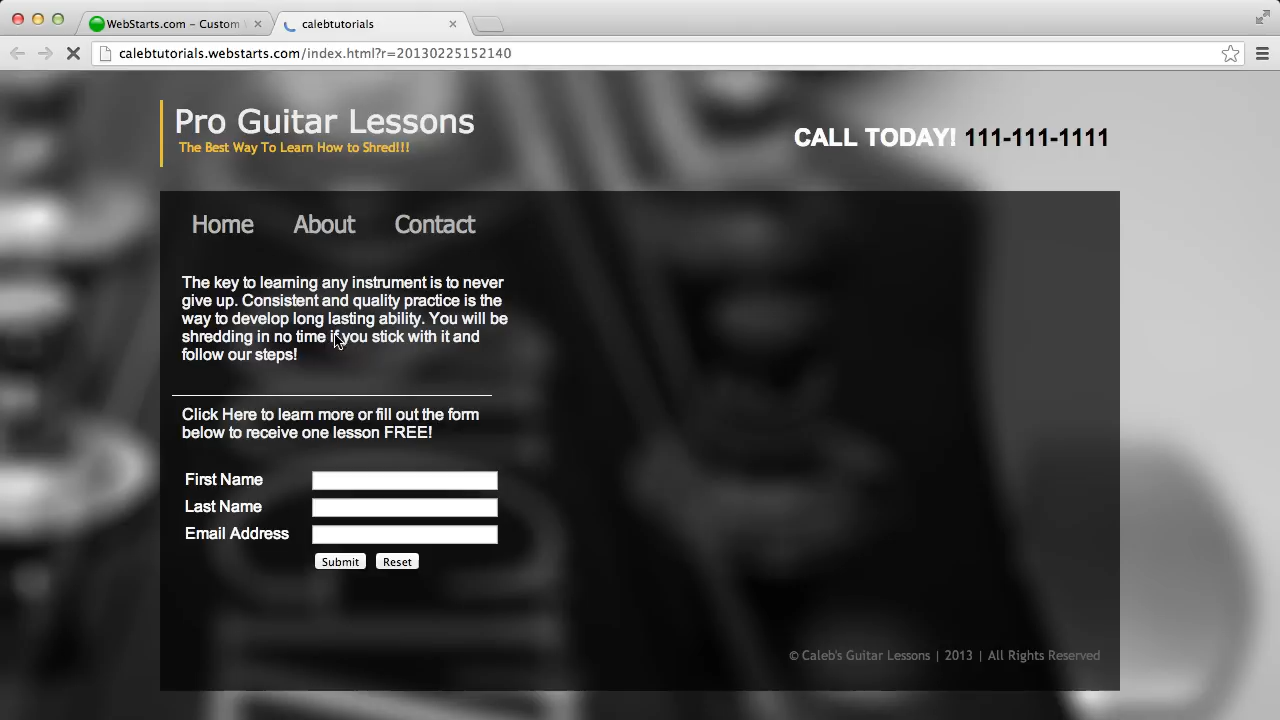 WebStarts.com – Custom
calebtutorials
calebtutorials.webstarts.com/index.html?r=20130225152140
Pro Guitar Lessons
The Best Way To Learn How to Shred!!!
CALL TODAY! 111-111-1111
Home About Contact
The key to learning any instrument is to never
give up. Consistent and quality practice is the
way to develop long lasting ability. You will be
shredding in no time if you stick with it and
follow our steps!
Click Here to learn more or fill out the form
below to receive one lesson FREE!
First Name
Last Name
Email Address
Submit Reset
© Caleb's Guitar Lessons | 2013 | All Rights Reserved